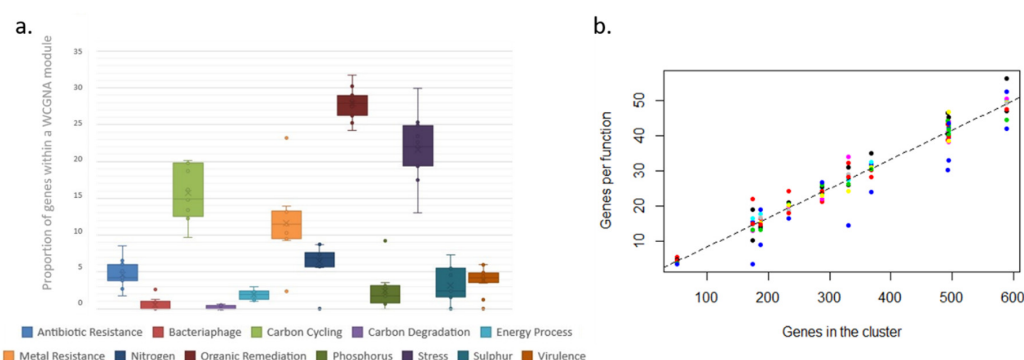 a.
b.
Proportion of genes within a WCGNA module
35
30
25
20
15
10
5
0
Antibiotic Resistance Bacteriaphage Carbon Cycling Carbon Degradation Energy Process
Metal Resistance Nitrogen Organic Remediation Phosphorus Stress Sulphur Virulence
Genes per function
50
40
30
20
10
100 200 300 400 500 600
Genes in the cluster